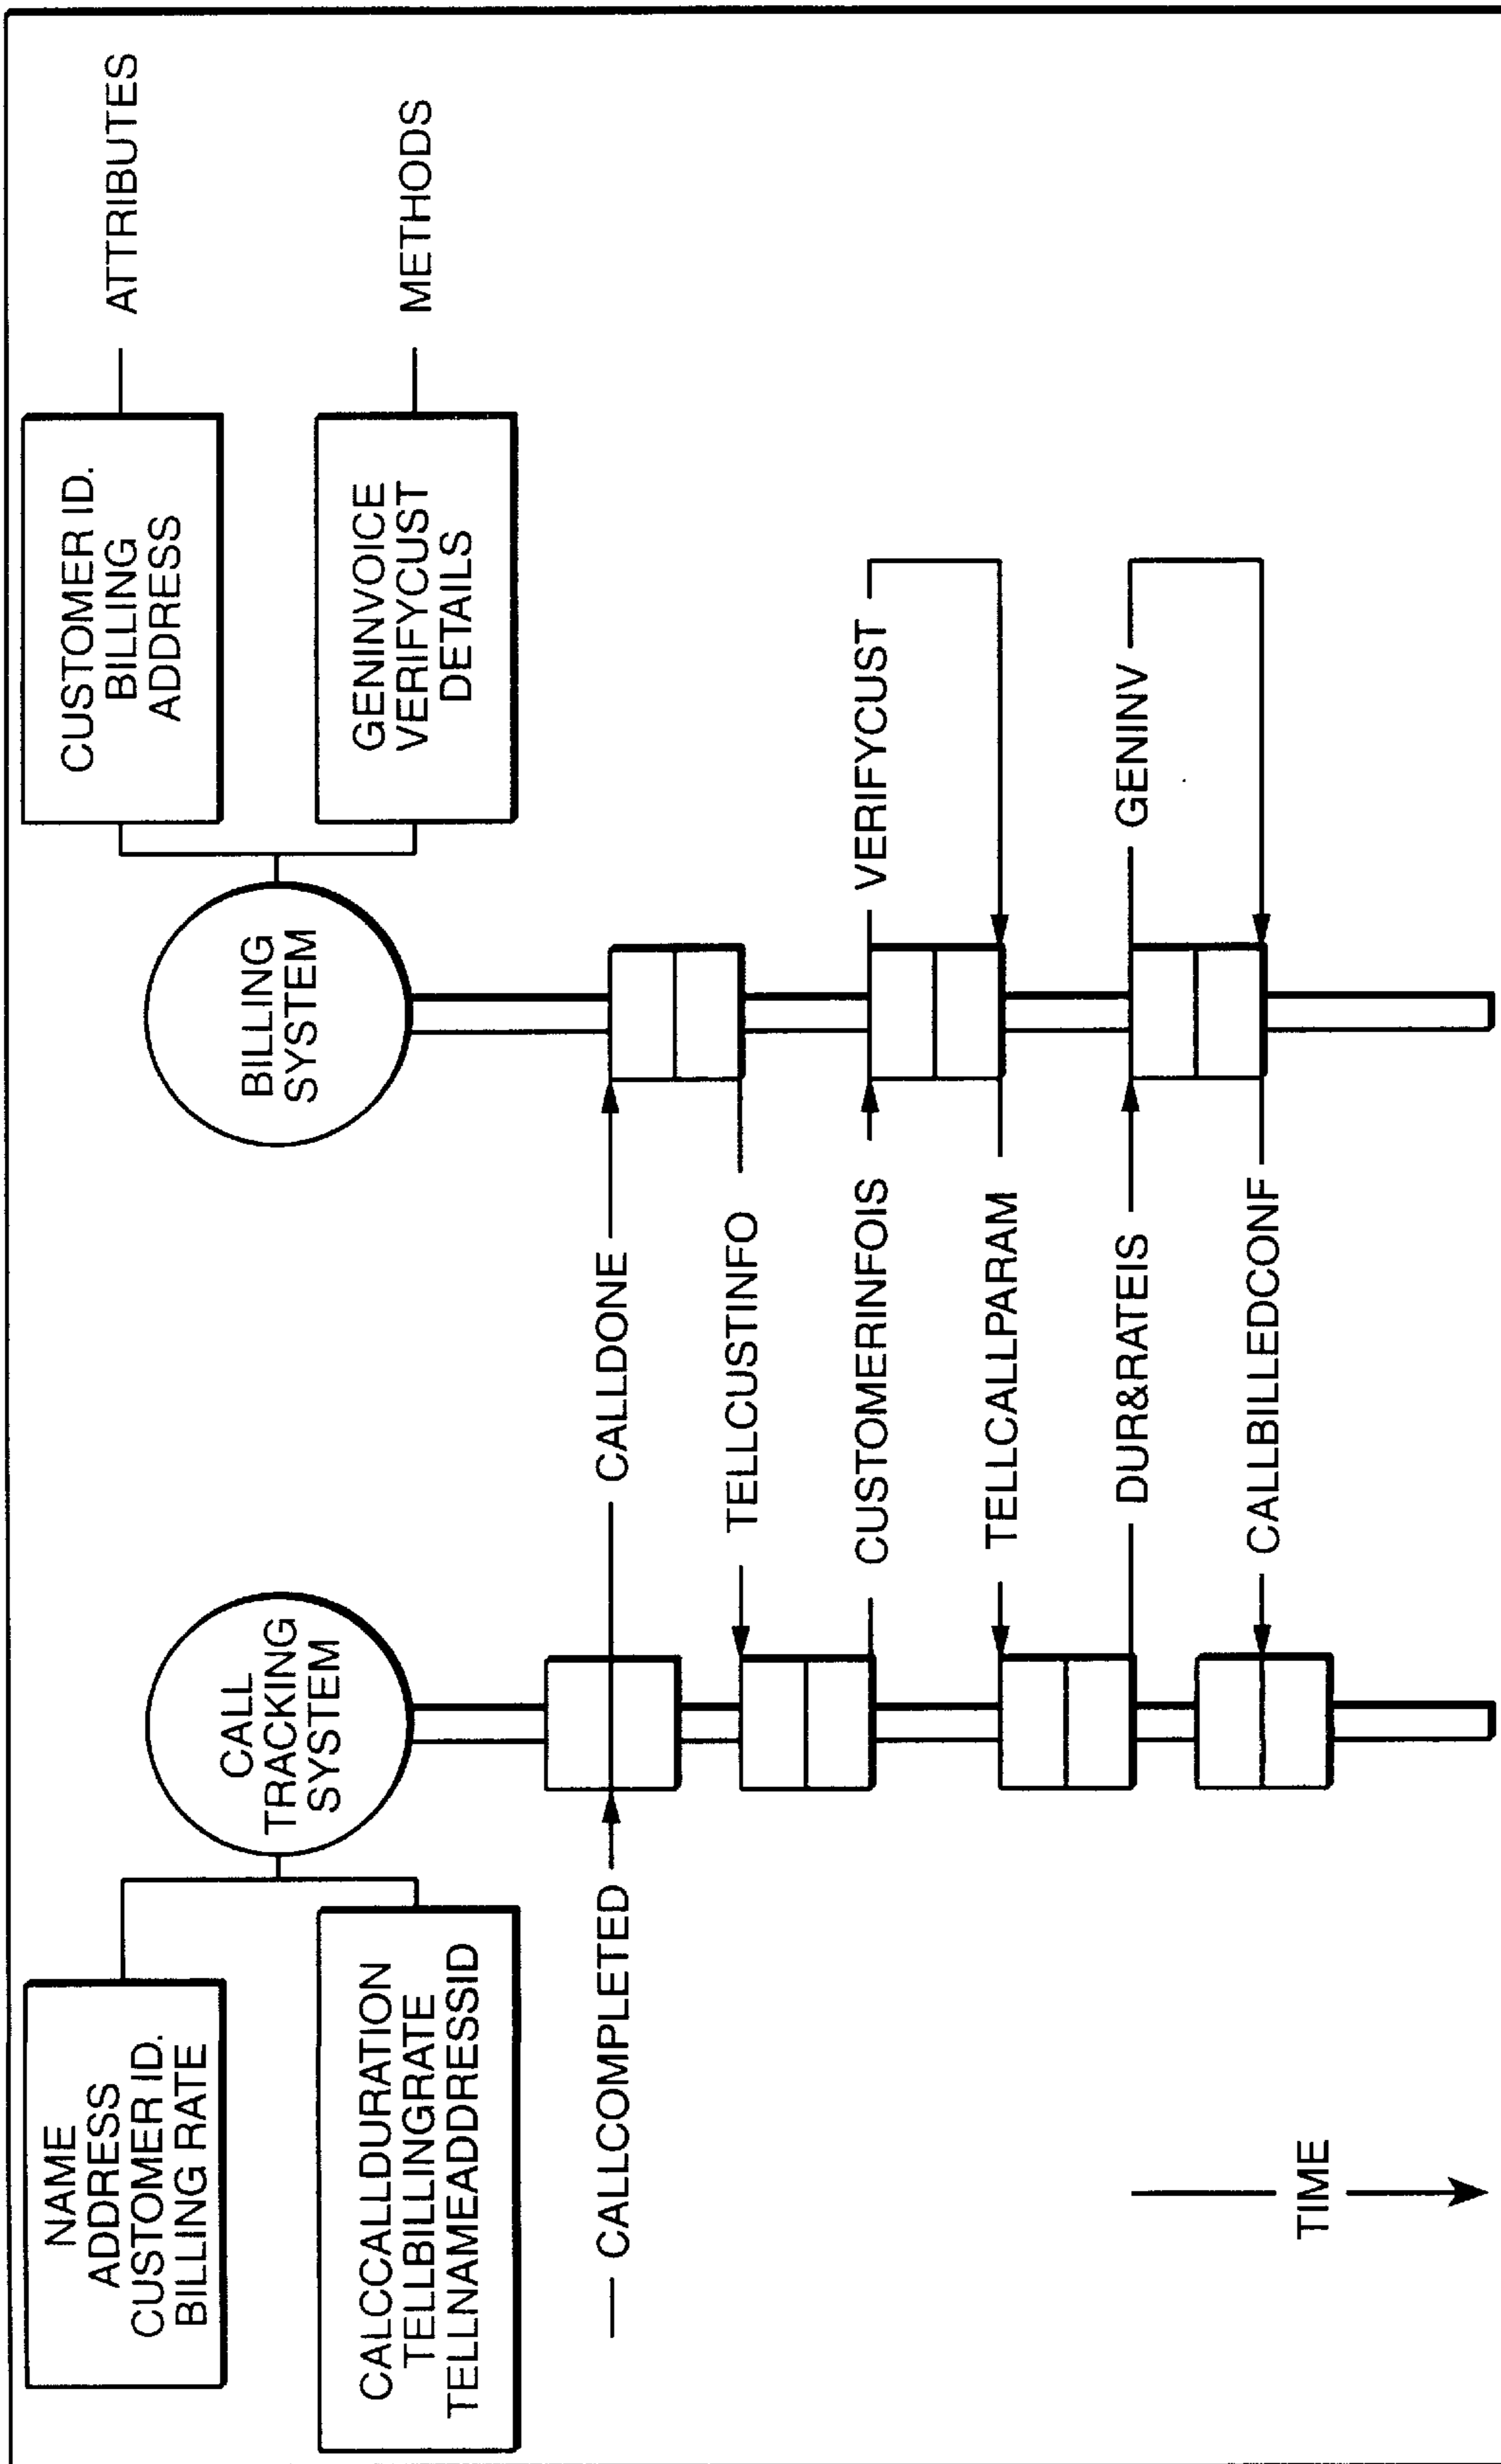 NAME
ADDRESS
CUSTOMER ID.
BILLING RATE
CALCCALLDURATION
TELLBILLINGRATE
TELLNAMEADDRESSID
CALL
TRACKING
SYSTEM
BILLING
SYSTEM
CUSTOMER ID.
BILLING
ADDRESS
ATTRIBUTES
GENINVOICE
VERIFYCUST
DETAILS
METHODS
CALLCOMPLETED
CALLDONE
TELLCUSTINFO
CUSTOMERINFOIS
VERIFYCUST
TELLCALLPARAM
DUR&RATEIS
GENINV
CALLBILLEDCONF
TIME